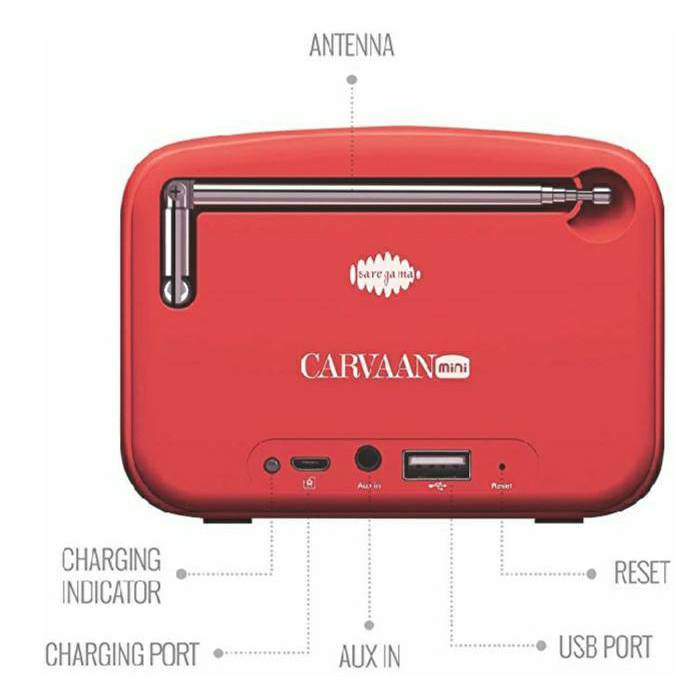 ANTENNA
saregama
CARVAAN mini
Aux in
Reset
CHARGING
INDICATOR
RESET
CHARGING PORT
AUX IN
USB PORT